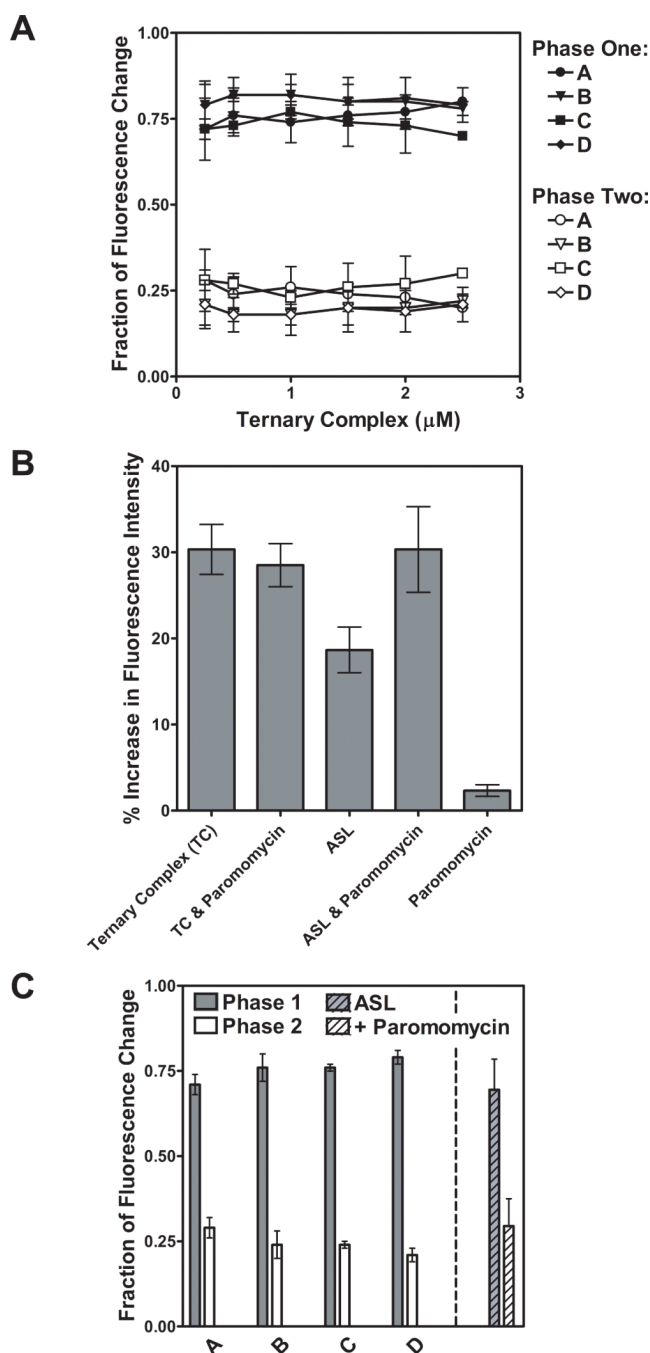 A
Fraction of Fluorescence Change
1.00
0.75
0.50
0.25
0.00
0
1
2
3
Ternary Complex (μM)
Phase One:
A
B
C
D
Phase Two:
A
B
C
D
B
% Increase in Fluorescence Intensity
40
30
20
10
0
Ternary Complex (TC)
TC & Paromomycin
ASL
ASL & Paromomycin
Paromomycin
C
Fraction of Fluorescence Change
1.00
0.75
0.50
0.25
0.00
Phase 1
Phase 2
ASL
+ Paromomycin
A
B
C
D